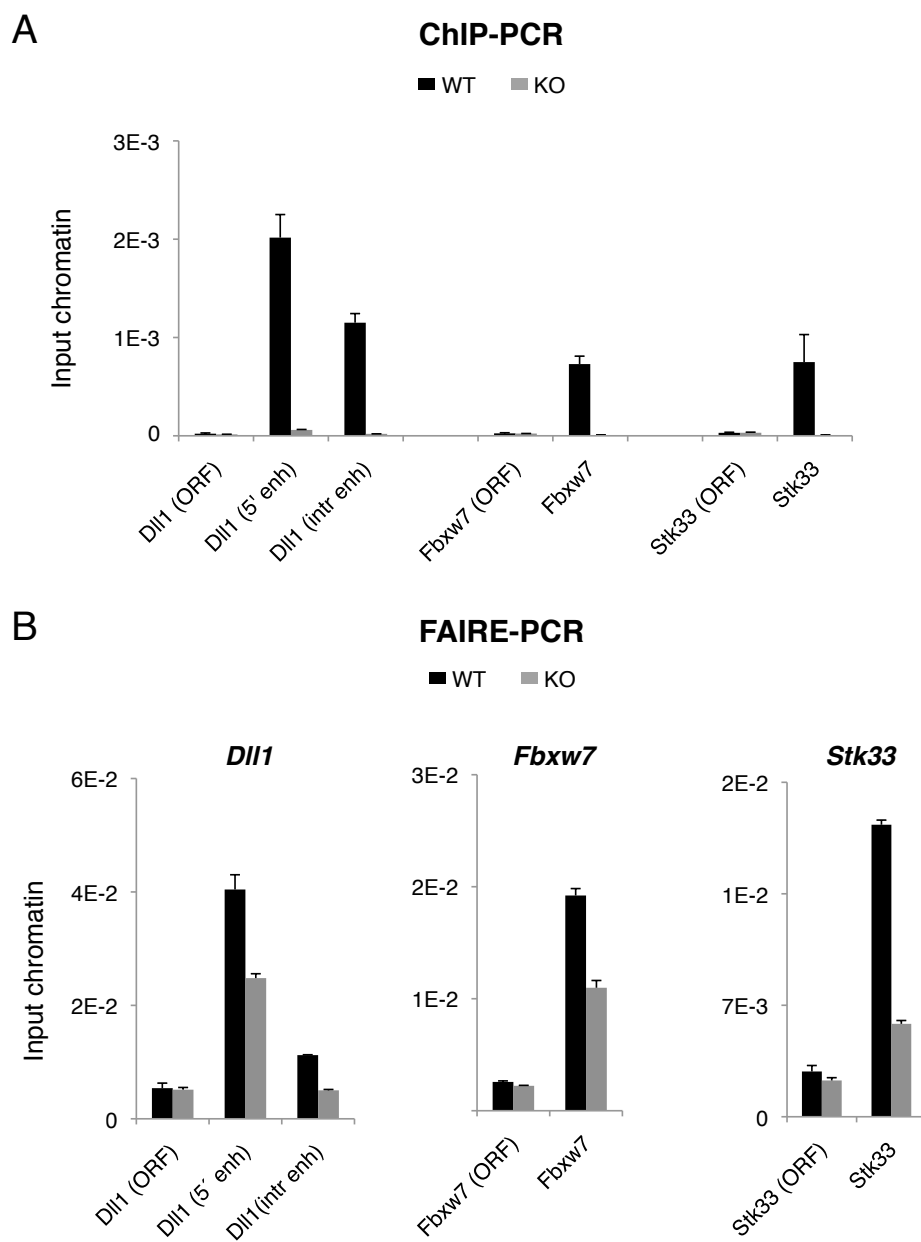 A
ChIP-PCR
WT KO
Input chromatin
3E-3
2E-3
1E-3
0
Dll1 (ORF)
Dll1 (5' enh)
Dll1 (intr enh)
Fbxw7 (ORF)
Fbxw7
Stk33 (ORF)
Stk33
B
FAIRE-PCR
WT KO
Input chromatin
Dll1
6E-2
4E-2
2E-2
0
Dll1 (ORF)
Dll1 (5´ enh)
Dll1(intr enh)
Fbxw7
3E-2
2E-2
1E-2
Fbxw7 (ORF)
Fbxw7
Stk33
2E-2
1E-2
7E-3
0
Stk33 (ORF)
Stk33